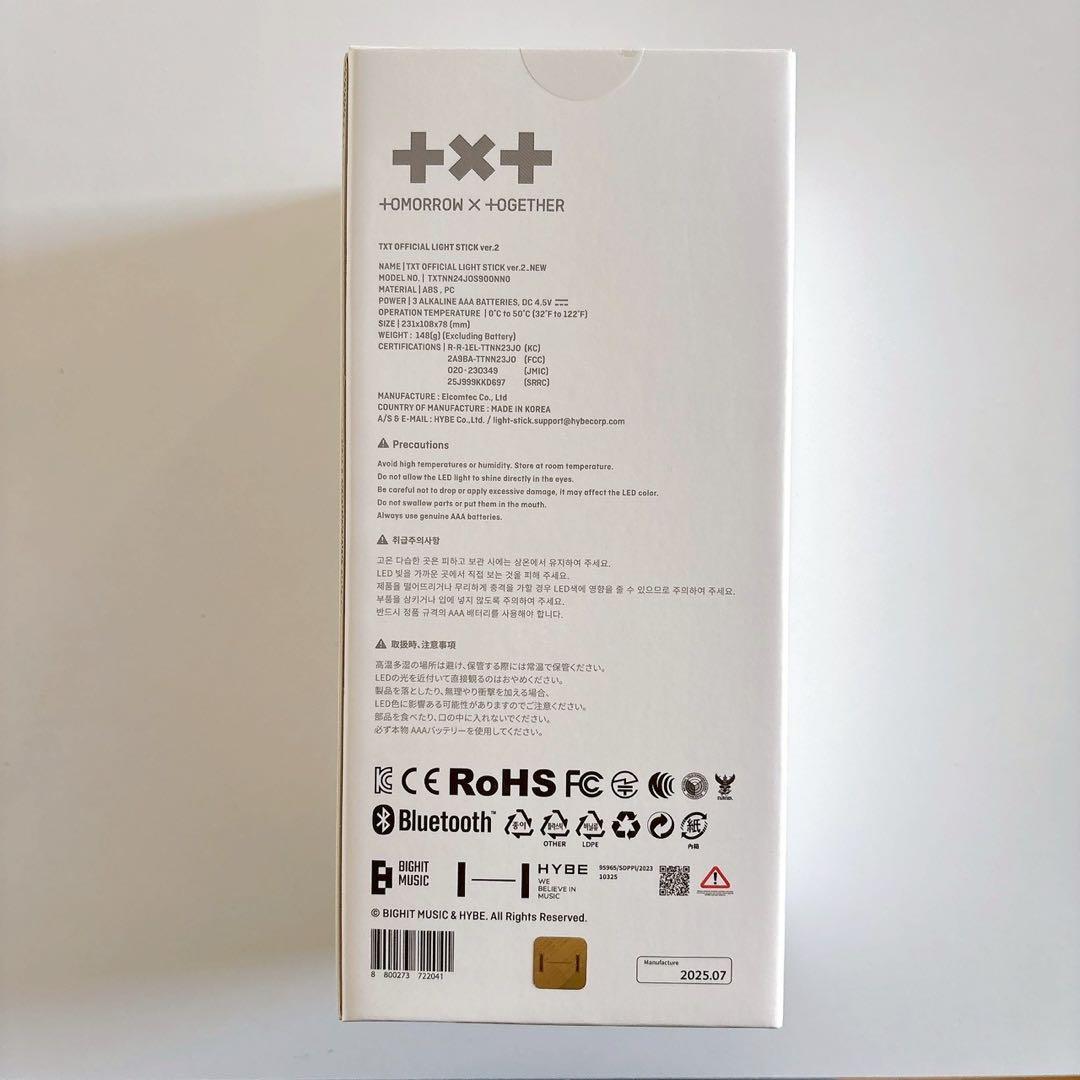 +×+
+OMORROW × +OGETHER
TXT OFFICIAL LIGHT STICK ver.2
NAME | TXT OFFICIAL LIGHT STICK ver.2_NEW
MODEL NO. | TXTNN24JOS900NN0
MATERIAL | ABS , PC
POWER | 3 ALKALINE AAA BATTERIES, DC 4.5V
OPERATION TEMPERATURE | 0°C to 50°C (32°F to 122°F)
SIZE | 231x108x78 (mm)
WEIGHT : 148(g) (Excluding Battery)
CERTIFICATIONS | R-R-1EL-TTNN23JO (KC)
2A9BA-TTNN23JO (FCC)
020-230349 (JMIC)
25J999KKD697 (SRRC)
MANUFACTURE : Elcomtec Co., Ltd
COUNTRY OF MANUFACTURE : MADE IN KOREA
A/S & E-MAIL : HYBE Co.,Ltd. / light-stick.support@hybecorp.com
Precautions
Avoid high temperatures or humidity. Store at room temperature.
Do not allow the LED light to shine directly in the eyes.
Be careful not to drop or apply excessive damage, it may affect the LED color.
Do not swallow parts or put them in the mouth.
Always use genuine AAA batteries.
취급주의사항
고온 다습한 곳은 피하고 보관 시에는 상온에서 유지하여 주세요.
LED 빛을 가까운 곳에서 직접 보는 것을 피해 주세요.
제품을 떨어뜨리거나 무리하게 충격을 가할 경우 LED색에 영향을 줄 수 있으므로 주의하여 주세요.
부품을 삼키거나 입에 넣지 않도록 주의하여 주세요.
반드시 정품 규격의 AAA 배터리를 사용해야 합니다.
取扱時、注意事項
高温多湿の場所は避け、保管する際には常温で保管ください。
LEDの光を近付いて直接観るのはおやめください。
製品を落としたり、無理やり衝撃を加える場合、
LED色に影響ある可能性がありますのでご注意ください。
部品を食べたり、口の中に入れないでください。
必ず本物 AAAバッテリーを使用してください。
KC CE RoHS FC
Bluetooth™ 종이 플라스틱 비닐류 紙
OTHER LDPE 內箱
BIGHIT MUSIC
HYBE
WE BELIEVE IN MUSIC
95965/SDPPI/2023
10325
© BIGHIT MUSIC & HYBE. All Rights Reserved.
8 800273 722041
Manufacture
2025.07